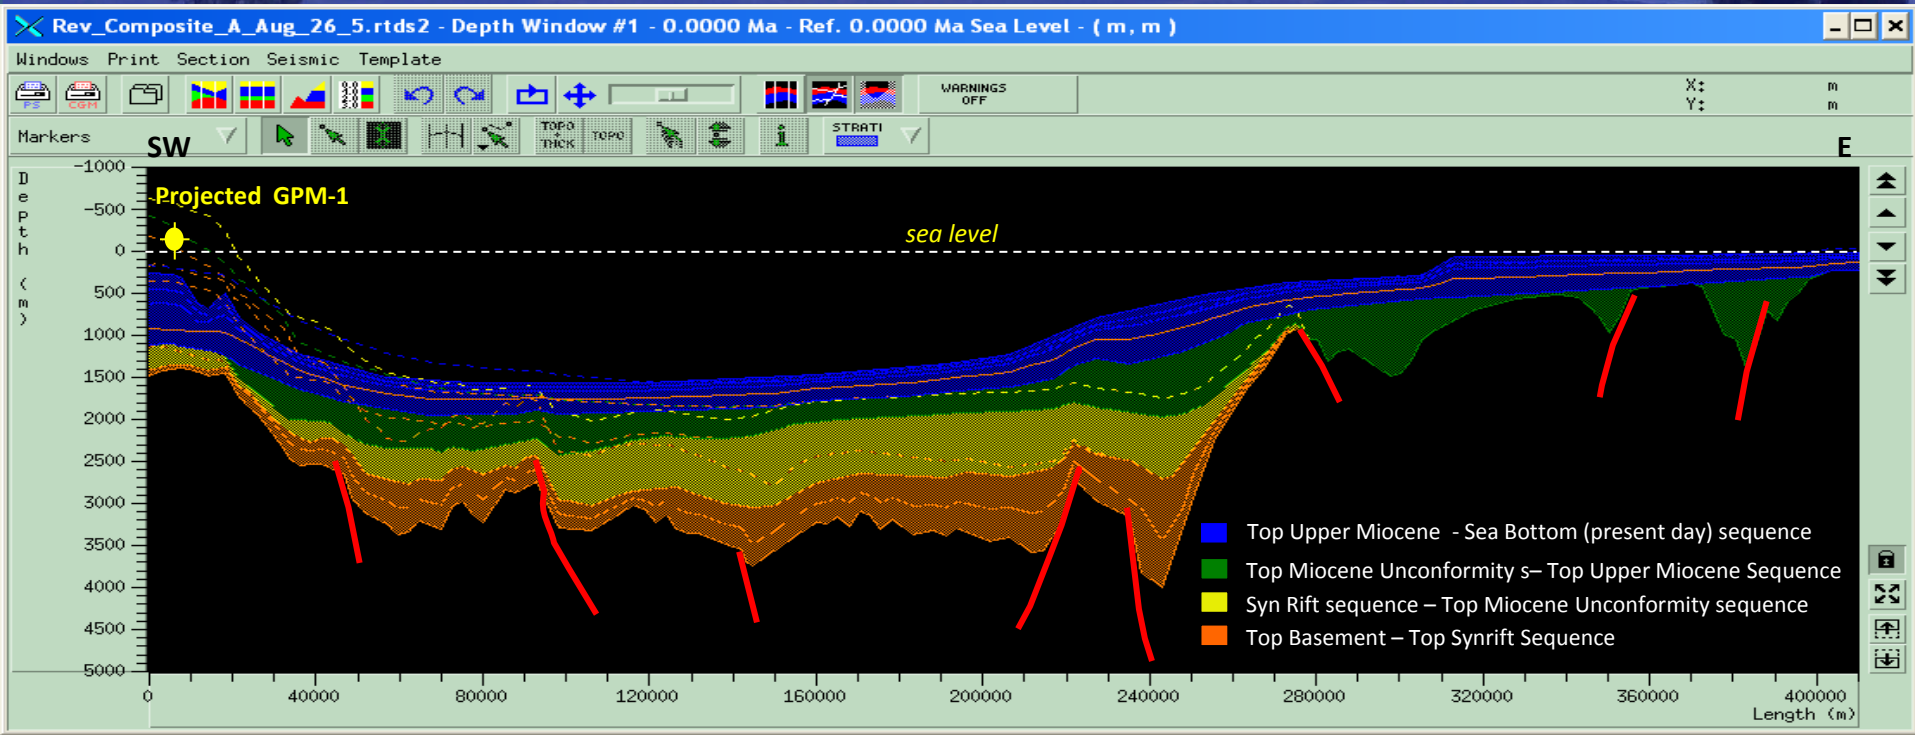 Rev_Composite_A_Aug_26_5.rtds2 - Depth Window #1 - 0.0000 Ma - Ref. 0.0000 Ma Sea Level - ( m, m )
Windows Print Section Seismic Template
PS CGM WARNINGS OFF X: m
Y: m
Markers TOPO + THICK TOPO i STRATI
SW E
Depth (m)
-1000
-500
0
500
1000
1500
2000
2500
3000
3500
4000
4500
5000
Projected GPM-1
sea level
Top Upper Miocene - Sea Bottom (present day) sequence
Top Miocene Unconformity s– Top Upper Miocene Sequence
Syn Rift sequence – Top Miocene Unconformity sequence
Top Basement – Top Synrift Sequence
0 40000 80000 120000 160000 200000 240000 280000 320000 360000 400000
Length (m)